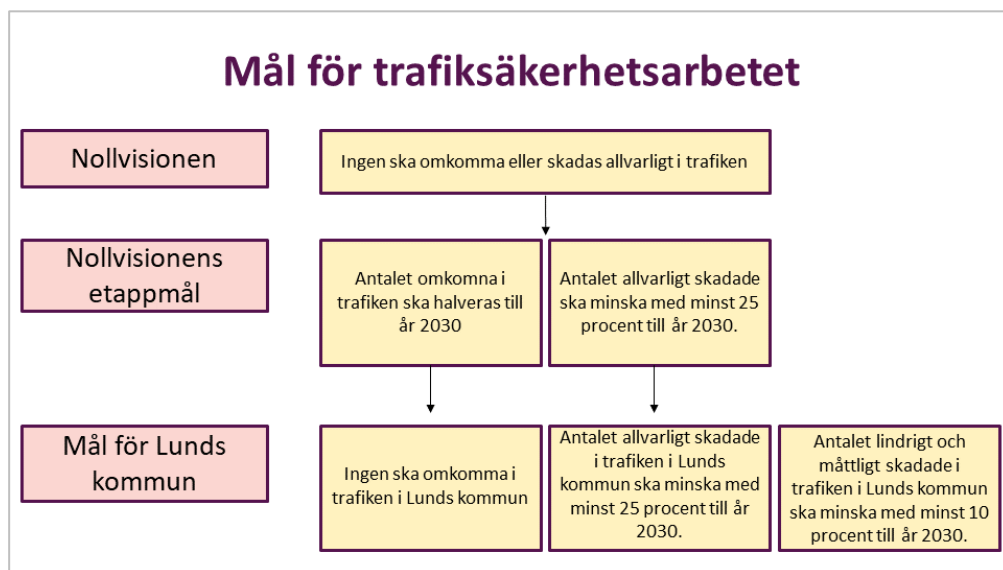 Mål för trafiksäkerhetsarbetet
Nollvisionen
Ingen ska omkomma eller skadas allvarligt i trafiken
Nollvisionens
etappmål
Antalet omkomna i
trafiken ska halveras till
år 2030
Antalet allvarligt skadade
ska minska med minst 25
procent till år 2030.
Mål för Lunds
kommun
Ingen ska omkomma i
trafiken i Lunds kommun
Antalet allvarligt skadade
i trafiken i Lunds
kommun ska minska med
minst 25 procent till år
2030.
Antalet lindrigt och
måttligt skadade i
trafiken i Lunds kommun
ska minska med minst 10
procent till år 2030.